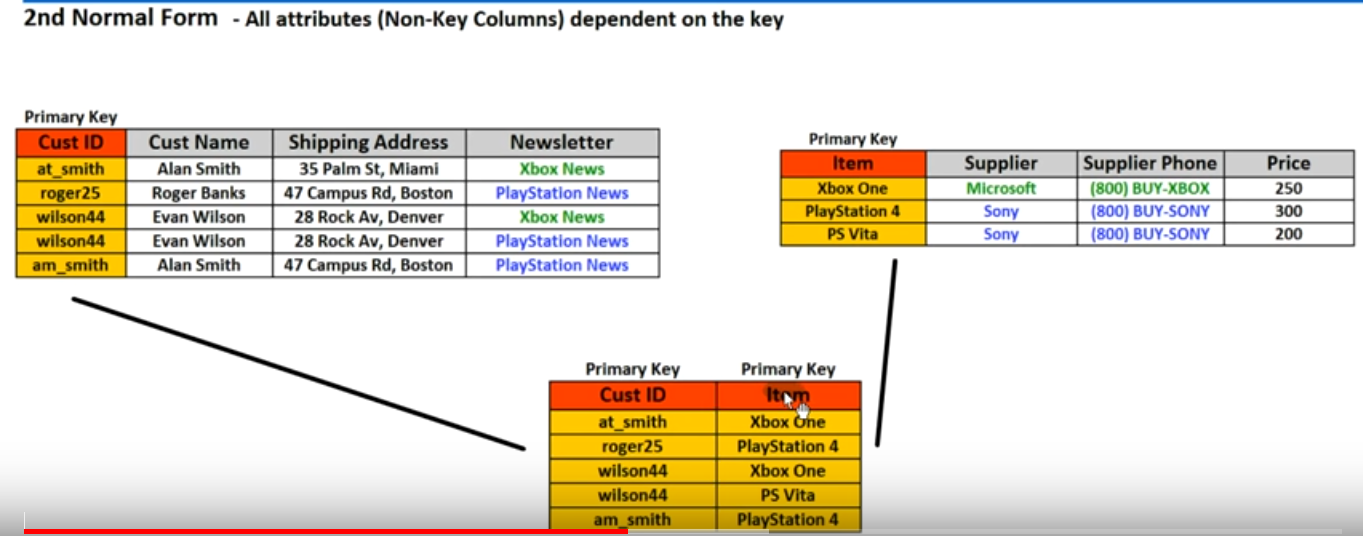 2nd Normal Form - All attributes (Non-Key Columns) dependent on the key
Primary Key
Cust ID Cust Name Shipping Address Newsletter
at_smith Alan Smith 35 Palm St, Miami Xbox News
roger25 Roger Banks 47 Campus Rd, Boston PlayStation News
wilson44 Evan Wilson 28 Rock Av, Denver Xbox News
wilson44 Evan Wilson 28 Rock Av, Denver PlayStation News
am_smith Alan Smith 47 Campus Rd, Boston PlayStation News
Primary Key
Item Supplier Supplier Phone Price
Xbox One Microsoft (800) BUY-XBOX 250
PlayStation 4 Sony (800) BUY-SONY 300
PS Vita Sony (800) BUY-SONY 200
Primary Key Primary Key
Cust ID Item
at_smith Xbox One
roger25 PlayStation 4
wilson44 Xbox One
wilson44 PS Vita
am_smith PlayStation 4